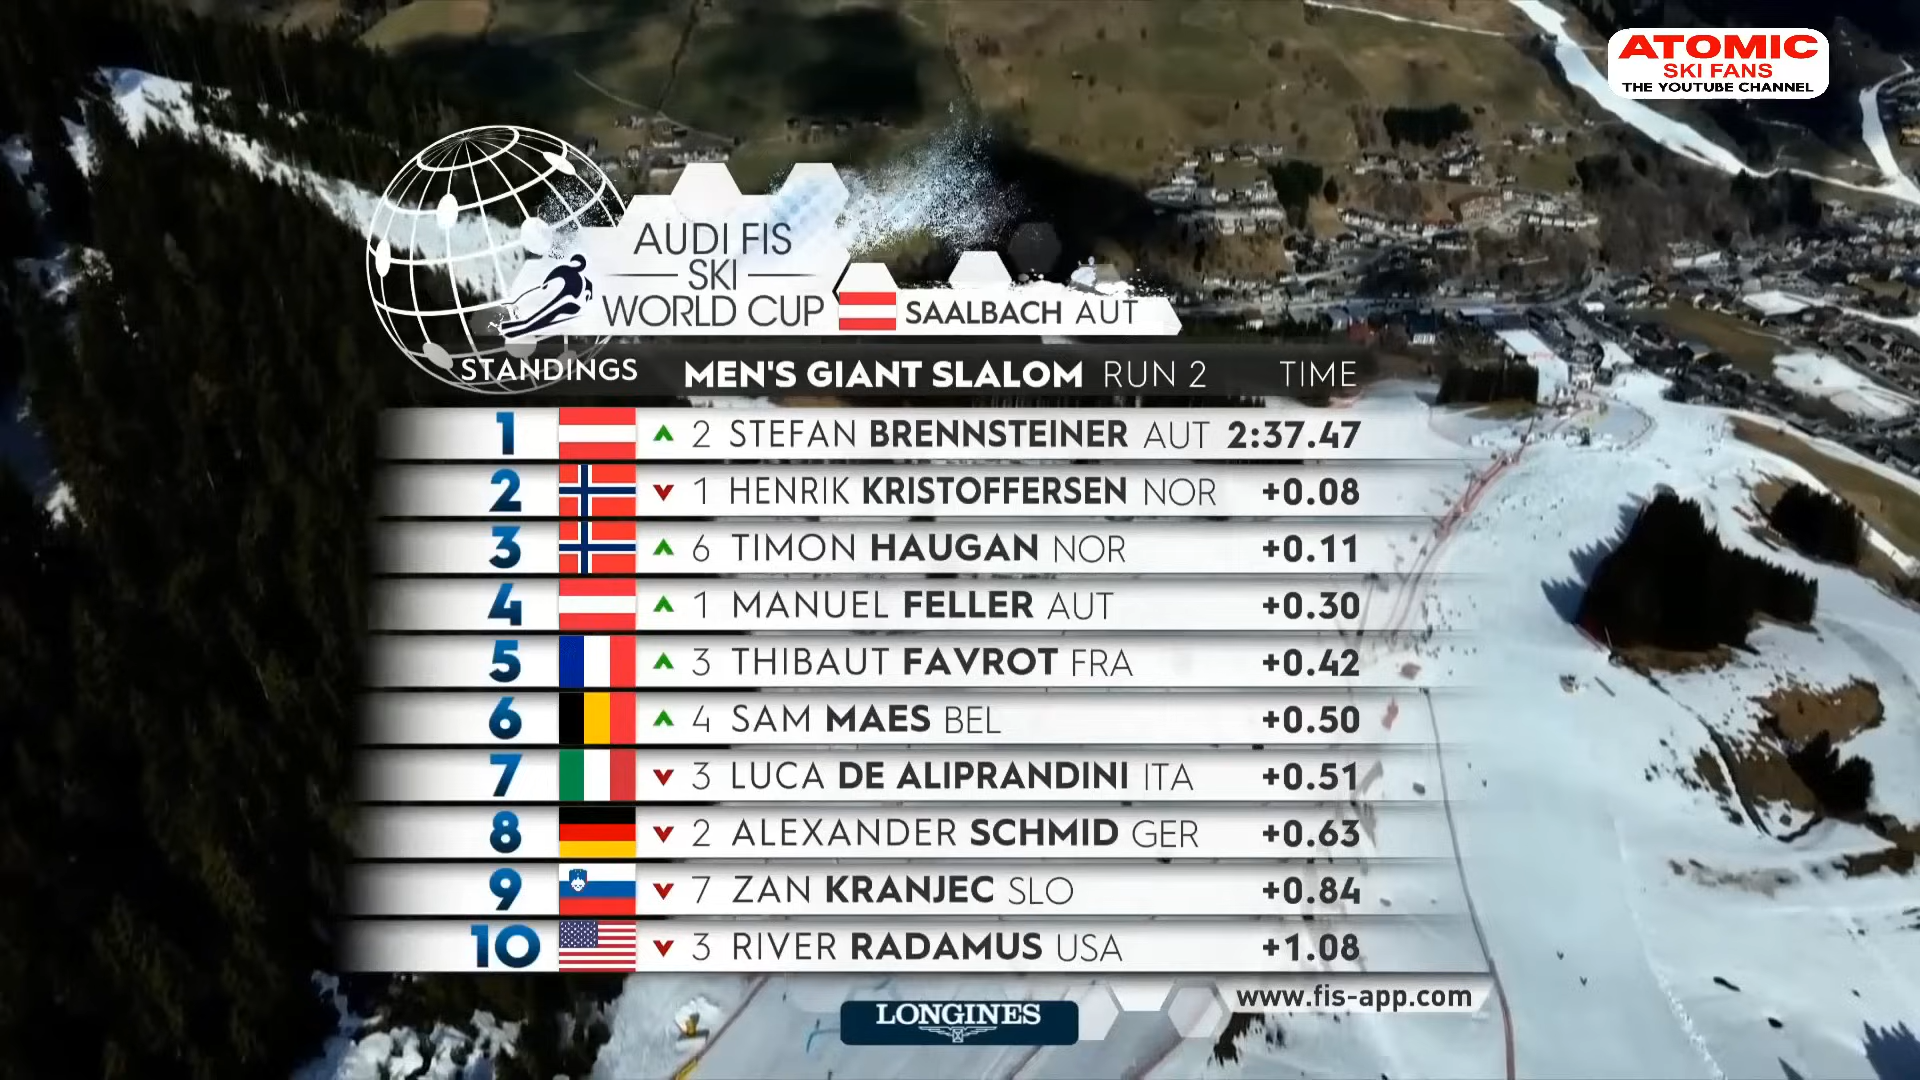 ATOMIC
SKI FANS
THE YOUTUBE CHANNEL
AUDI FIS
SKI
WORLD CUP
SAALBACH AUT
STANDINGS MEN'S GIANT SLALOM RUN 2 TIME
1 2 STEFAN BRENNSTEINER AUT 2:37.47
2 1 HENRIK KRISTOFFERSEN NOR +0.08
3 6 TIMON HAUGAN NOR +0.11
4 1 MANUEL FELLER AUT +0.30
5 3 THIBAUT FAVROT FRA +0.42
6 4 SAM MAES BEL +0.50
7 3 LUCA DE ALIPRANDINI ITA +0.51
8 2 ALEXANDER SCHMID GER +0.63
9 7 ZAN KRANJEC SLO +0.84
10 3 RIVER RADAMUS USA +1.08
www.fis-app.com
LONGINES